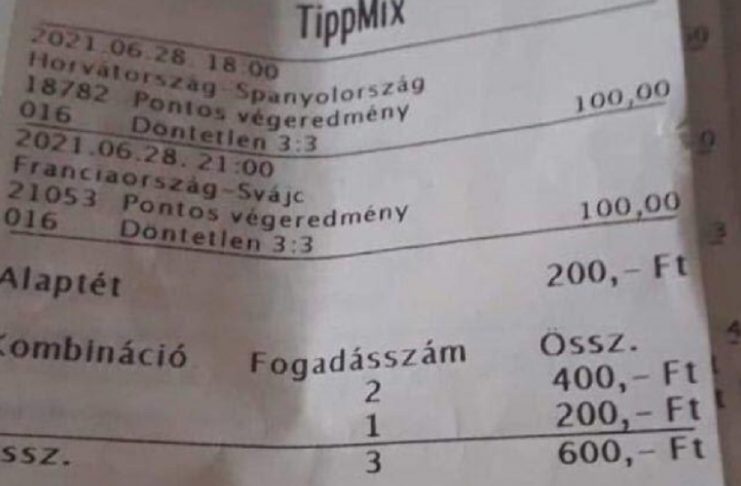 TippMix
2021.06.28. 18:00
Horvátország-Spanyolország
18782 Pontos végeredmény 100,00
016 Döntetlen 3:3
2021.06.28. 21:00
Franciaország-Svájc
21053 Pontos végeredmény 100,00
016 Döntetlen 3:3
Alaptét 200,- Ft
Kombináció Fogadásszám Össz.
2 400,- Ft
1 200,- Ft
ssz. 3 600,- Ft